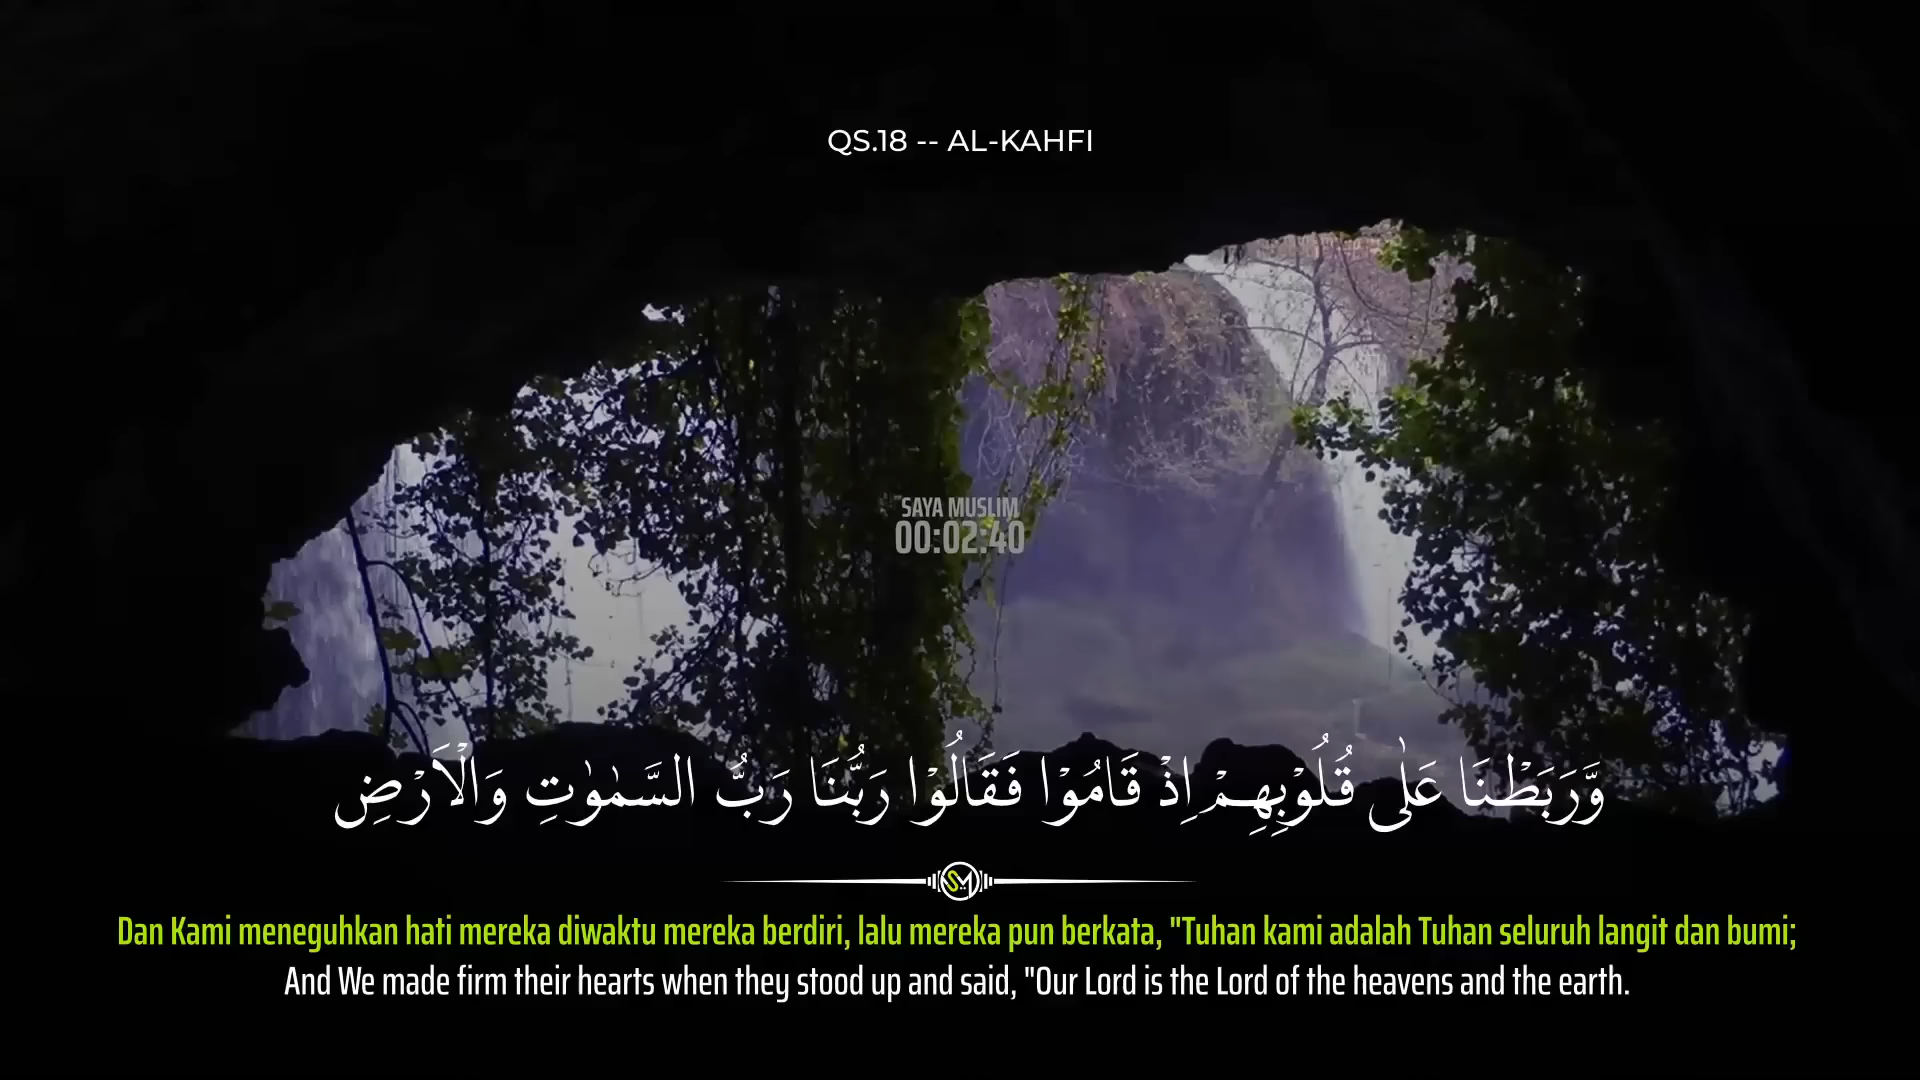 QS.18 -- AL-KAHFI
SAYA MUSLIM
00:02:40
وَّرَبَطْنَا عَلٰى قُلُوْبِهِمْ اِذْ قَامُوْا فَقَالُوْا رَبُّنَا رَبُّ السَّمٰوٰتِ وَالْاَرْضِ
SM
Dan Kami meneguhkan hati mereka diwaktu mereka berdiri, lalu mereka pun berkata, "Tuhan kami adalah Tuhan seluruh langit dan bumi;
And We made firm their hearts when they stood up and said, "Our Lord is the Lord of the heavens and the earth.